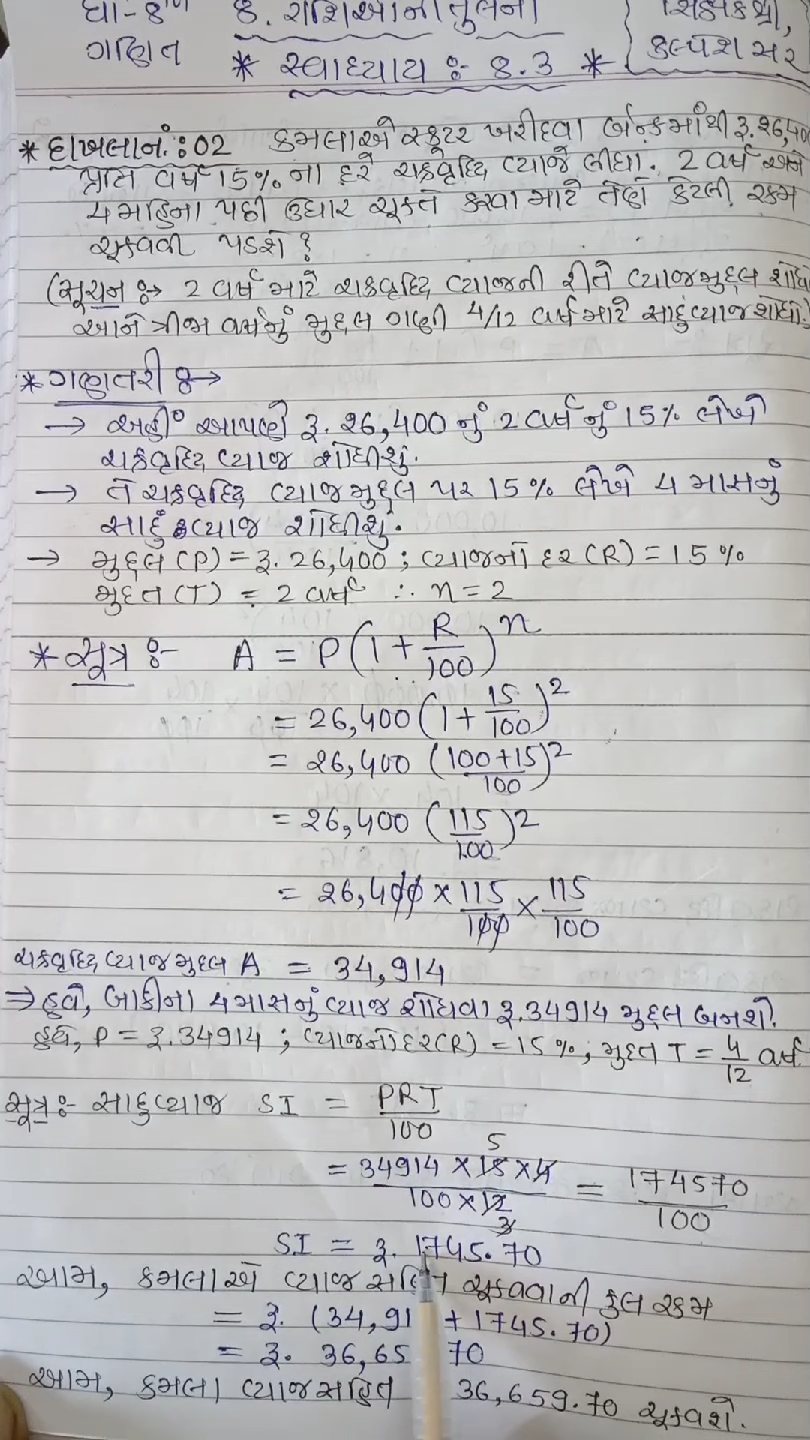 ધો-8 8. રાશિઓની તુલના શિક્ષકશ્રી,
ગણિત * સ્વાધ્યાય :- 8.3 * કલ્પેશ સર
* દાખલાનં.:02 કમલાએ સ્કૂટર ખરીદવા બેન્કમાંથી રૂ.26,400
પ્રતિ વર્ષ 15% ના દરે ચક્રવૃદ્ધિ વ્યાજે લીધા. 2 વર્ષ અને
4 મહિના પછી ઉધાર ચૂકતે કરવા માટે તેણે કેટલી રકમ
ચૂકવવી પડશે ?
(સૂચન :→ 2 વર્ષ માટે ચક્રવૃદ્ધિ વ્યાજની રીતે વ્યાજમુદ્દલ શોધો
અને ત્રીજા વર્ષનું મુદ્દલ ગણી 4/12 વર્ષ માટે સાદુંવ્યાજ શોધો.)
* ગણતરી :→
→ અહીં આપણે રૂ. 26,400 નું 2 વર્ષ નું 15% લેખે
ચક્રવૃદ્ધિ વ્યાજ શોધીશું.
→ તે ચક્રવૃદ્ધિ વ્યાજમુદ્દલ પર 15% લેખે 4 માસનું
સાદું વ્યાજ શોધીશું.
→ મુદ્દલ (P) = રૂ. 26,400 ; વ્યાજનો દર (R) = 15%
મુદ્દત (T) = 2 વર્ષ ∴ n = 2
* સૂત્ર :- A = P(1 + R/100)^n
= 26,400 (1 + 15/100)^2
= 26,400 ((100+15)/100)^2
= 26,400 (115/100)^2
= 26,400 × 115/100 × 115/100
ચક્રવૃદ્ધિ વ્યાજમુદ્દલ A = 34,914
⇒ હવે, બાકીના 4 માસનું વ્યાજ શોધવા રૂ.34914 મુદ્દલ બનશે.
હવે, P = રૂ.34914 ; વ્યાજનો દર(R) = 15%; મુદ્દત T = 4/12 વર્ષ
સૂત્ર :- સાદુવ્યાજ SI = PRT/100
= (34914 × 15 5 × 4)/(100 × 12 3) = 174570/100
SI = રૂ. 1745.70
આમ, કમલાએ વ્યાજ સહિત ચૂકવવાની કુલ રકમ
= રૂ. (34,91 + 1745.70)
= રૂ. 36,65 70
આમ, કમલા વ્યાજસહિત 36,659.70 ચૂકવશે.